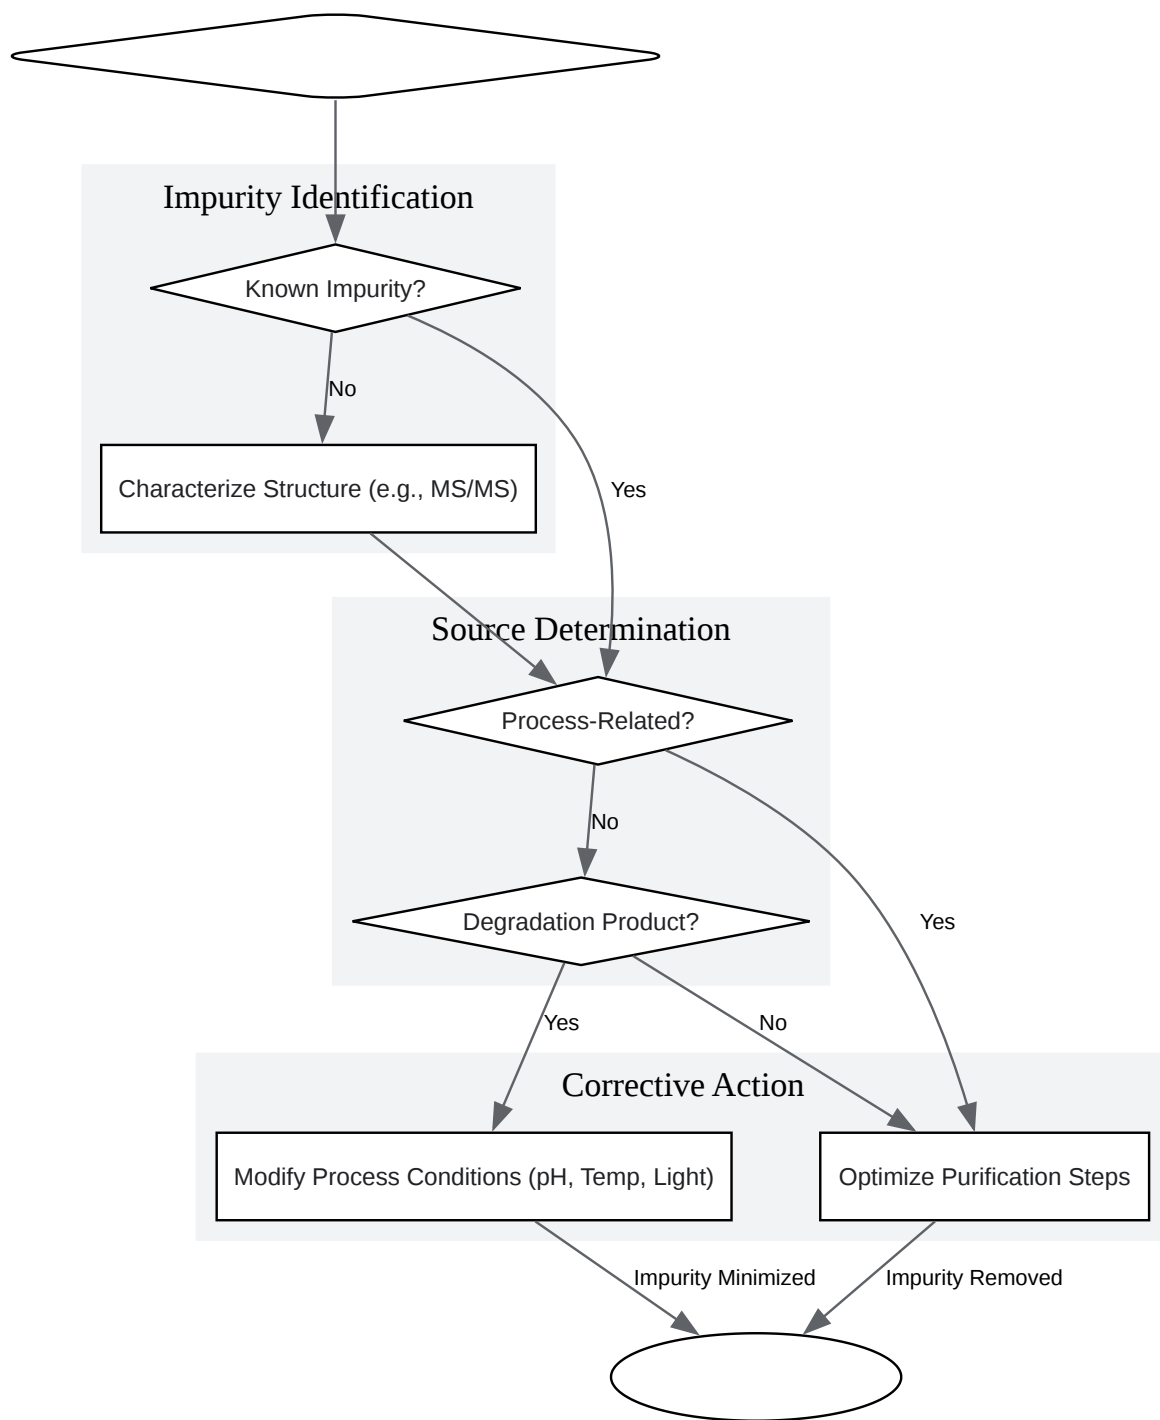 Impurity Identification
Known Impurity?
No
Characterize Structure (e.g., MS/MS)
Yes
Source Determination
Process-Related?
No
Degradation Product?
Yes
Yes
No
Corrective Action
Modify Process Conditions (pH, Temp, Light)
Optimize Purification Steps
Impurity Minimized
Impurity Removed